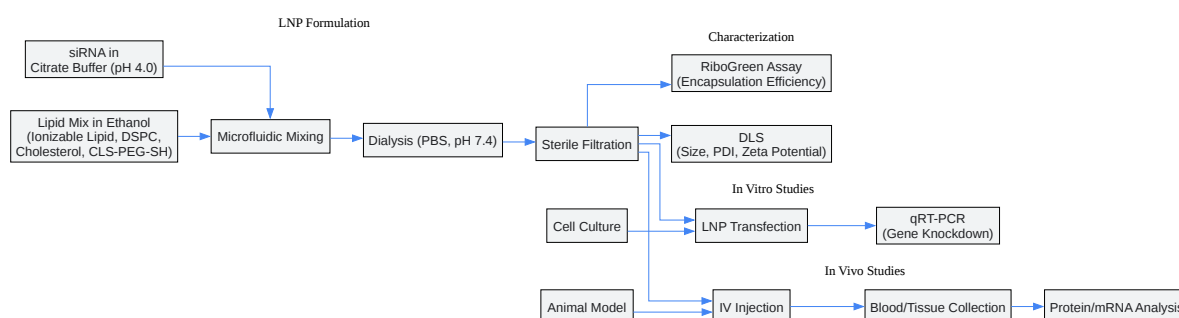 LNP Formulation
siRNA in
Citrate Buffer (pH 4.0)
Lipid Mix in Ethanol
(Ionizable Lipid, DSPC,
Cholesterol, CLS-PEG-SH)
Microfluidic Mixing
Dialysis (PBS, pH 7.4)
Sterile Filtration
Characterization
RiboGreen Assay
(Encapsulation Efficiency)
DLS
(Size, PDI, Zeta Potential)
In Vitro Studies
Cell Culture
LNP Transfection
qRT-PCR
(Gene Knockdown)
In Vivo Studies
Animal Model
IV Injection
Blood/Tissue Collection
Protein/mRNA Analysis